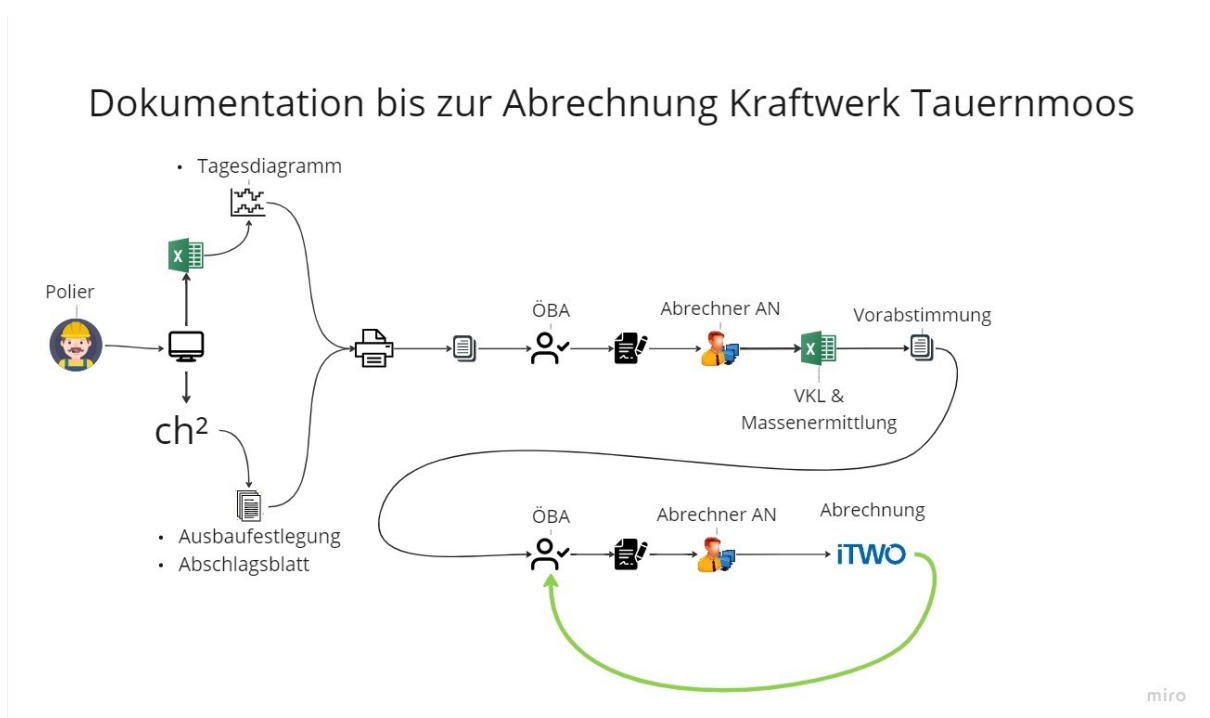 Dokumentation bis zur Abrechnung Kraftwerk Tauernmoos
• Tagesdiagramm
X
Polier
ch²
• Ausbaufestlegung
• Abschlagsblatt
ÖBA
Abrechner AN
X
VKL &
Massenermittlung
Vorabstimmung
ÖBA
Abrechner AN
Abrechnung
iTWO
miro